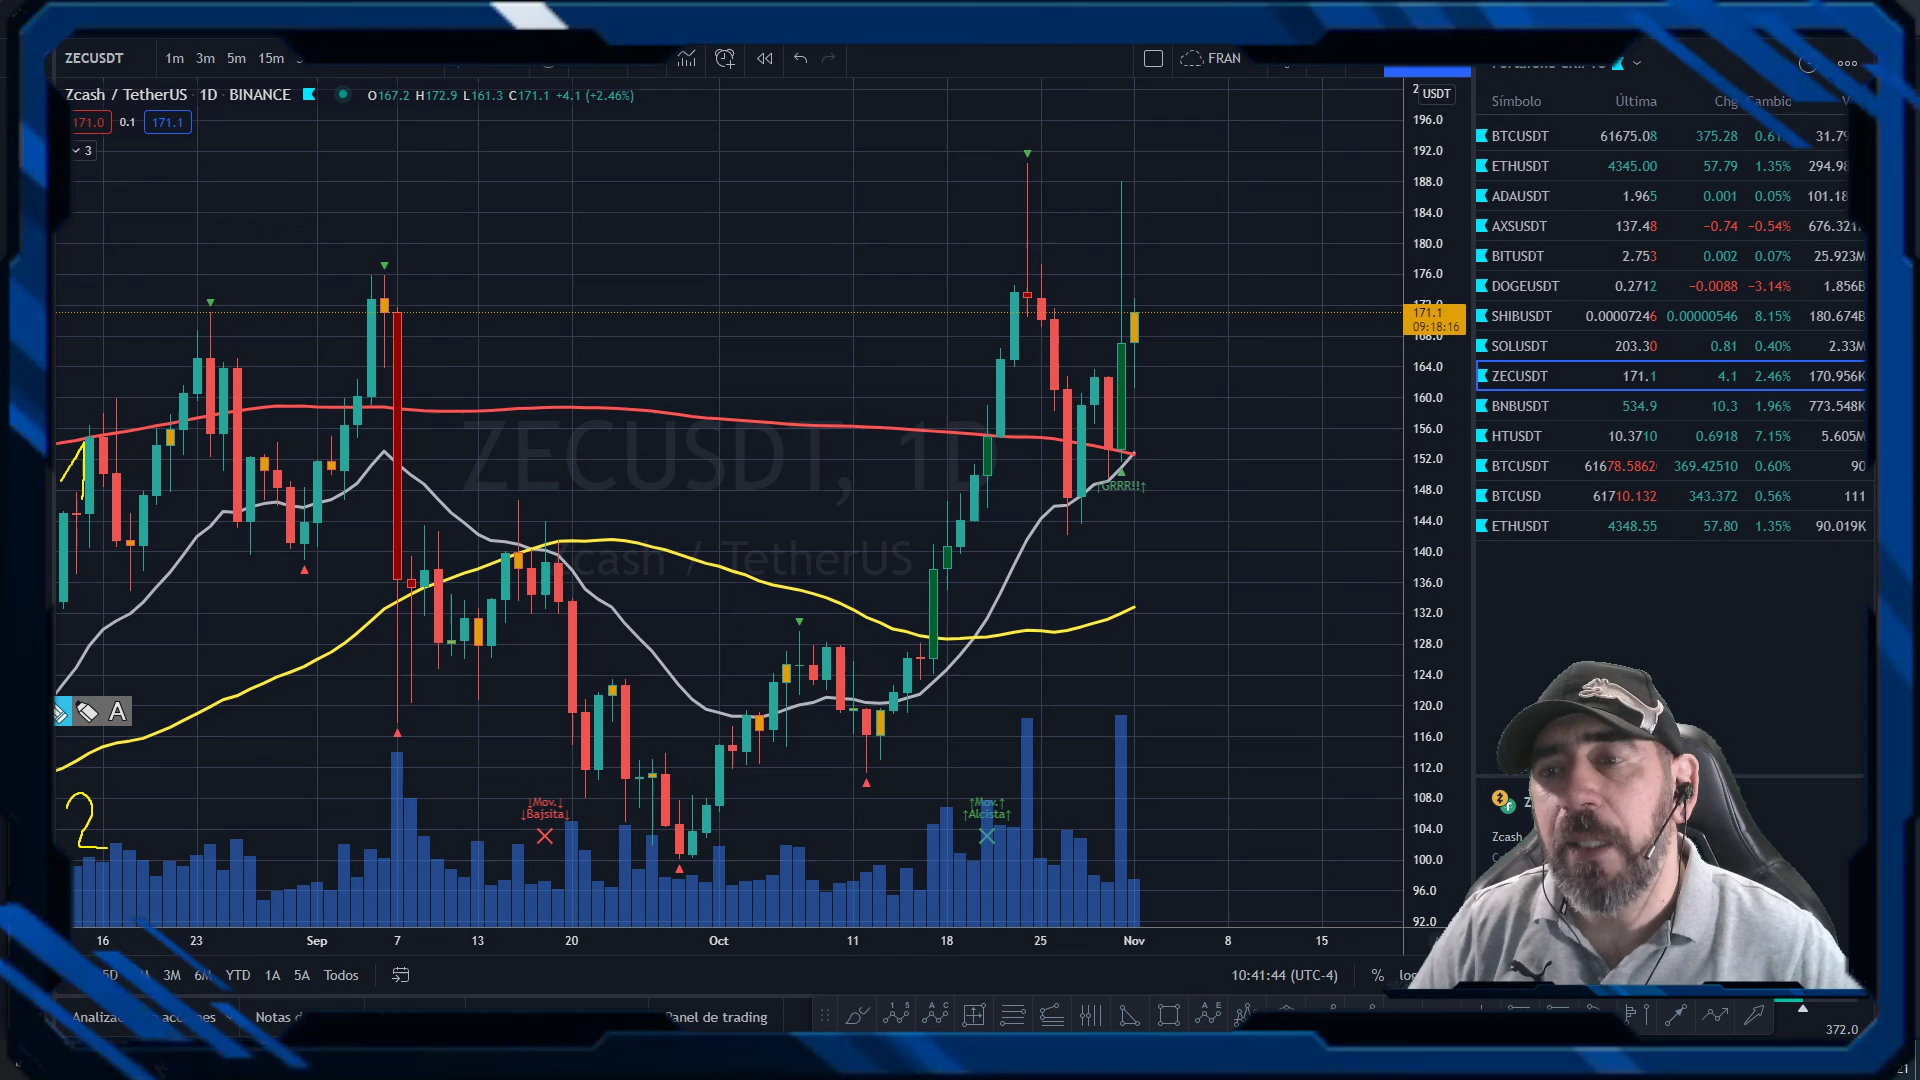 ZECUSDT 1m 3m 5m 15m FRAN
Zcash / TetherUS 1D BINANCE O167.2 H172.9 L161.3 C171.1 +4.1 (+2.46%)
171.0 0.1 171.1
3
USDT
196.0
192.0
188.0
184.0
180.0
176.0
171.1
09:18:16
168.0
164.0
160.0
156.0
152.0
148.0
144.0
140.0
136.0
132.0
128.0
124.0
120.0
116.0
112.0
108.0
104.0
100.0
96.0
92.0
ZECUSDT, 1D
Zcash / TetherUS
↑GRRR!!↑
↓Mov.↓
↓Bajsita↓
↑Mov.↑
↑Alcista↑
1
2
A
16 23 Sep 7 13 20 Oct 11 18 25 Nov 8 15
5D 3M 6M YTD 1A 5A Todos 10:41:44 (UTC-4) %
Notas Panel de trading
372.0
Símbolo Última Chg Cambio
BTCUSDT 61675.08 375.28
ETHUSDT 4345.00 57.79 1.35% 294.98
ADAUSDT 1.965 0.001 0.05% 101.18
AXSUSDT 137.48 −0.74 −0.54% 676.321
BITUSDT 2.753 0.002 0.07% 25.923M
DOGEUSDT 0.2712 −0.0088 −3.14% 1.856B
SHIBUSDT 0.00007246 0.00000546 8.15% 180.674B
SOLUSDT 203.30 0.81 0.40% 2.33M
ZECUSDT 171.1 4.1 2.46% 170.956K
BNBUSDT 534.9 10.3 1.96% 773.548K
HTUSDT 10.3710 0.6918 7.15% 5.605M
BTCUSDT 61678.5862 369.42510 0.60% 90
BTCUSD 61710.132 343.372 0.56% 111
ETHUSDT 4348.55 57.80 1.35% 90.019K
Zcash